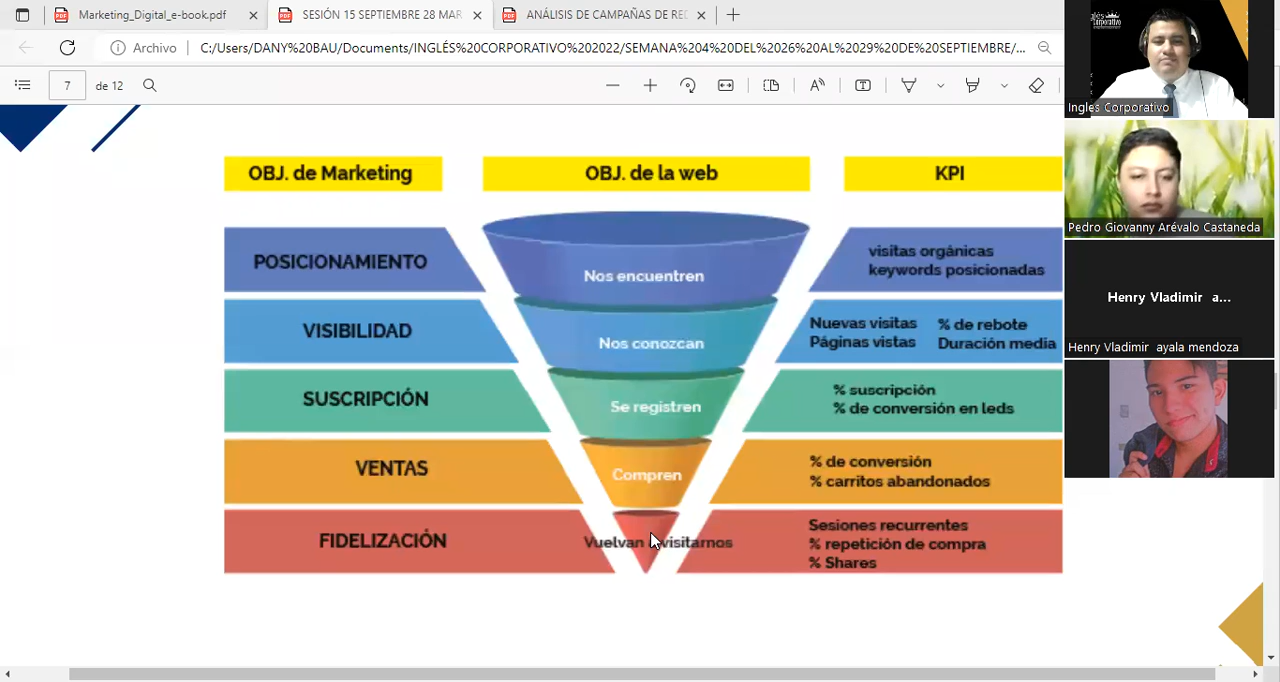 Marketing_Digital_e-book.pdf
SESIÓN 15 SEPTIEMBRE 28 MAR
ANÁLISIS DE CAMPAÑAS DE RED
Archivo
C:/Users/DANY%20BAU/Documents/INGLÉS%20CORPORATIVO%202022/SEMANA%204%20DEL%2026%20AL%2029%20DE%20SEPTIEMBRE/...
7 de 12
OBJ. de Marketing
OBJ. de la web
KPI
POSICIONAMIENTO
Nos encuentren
visitas orgánicas
keywords posicionadas
VISIBILIDAD
Nos conozcan
Nuevas visitas % de rebote
Páginas vistas Duración media
SUSCRIPCIÓN
Se registren
% suscripción
% de conversión en leds
VENTAS
Compren
% de conversión
% carritos abandonados
FIDELIZACIÓN
Vuelvan visitarnos
Sesiones recurrentes
% repetición de compra
% Shares
Ingles Corporativo
Pedro Giovanny Arévalo Castaneda
Henry Vladimir a...
Henry Vladimir ayala mendoza